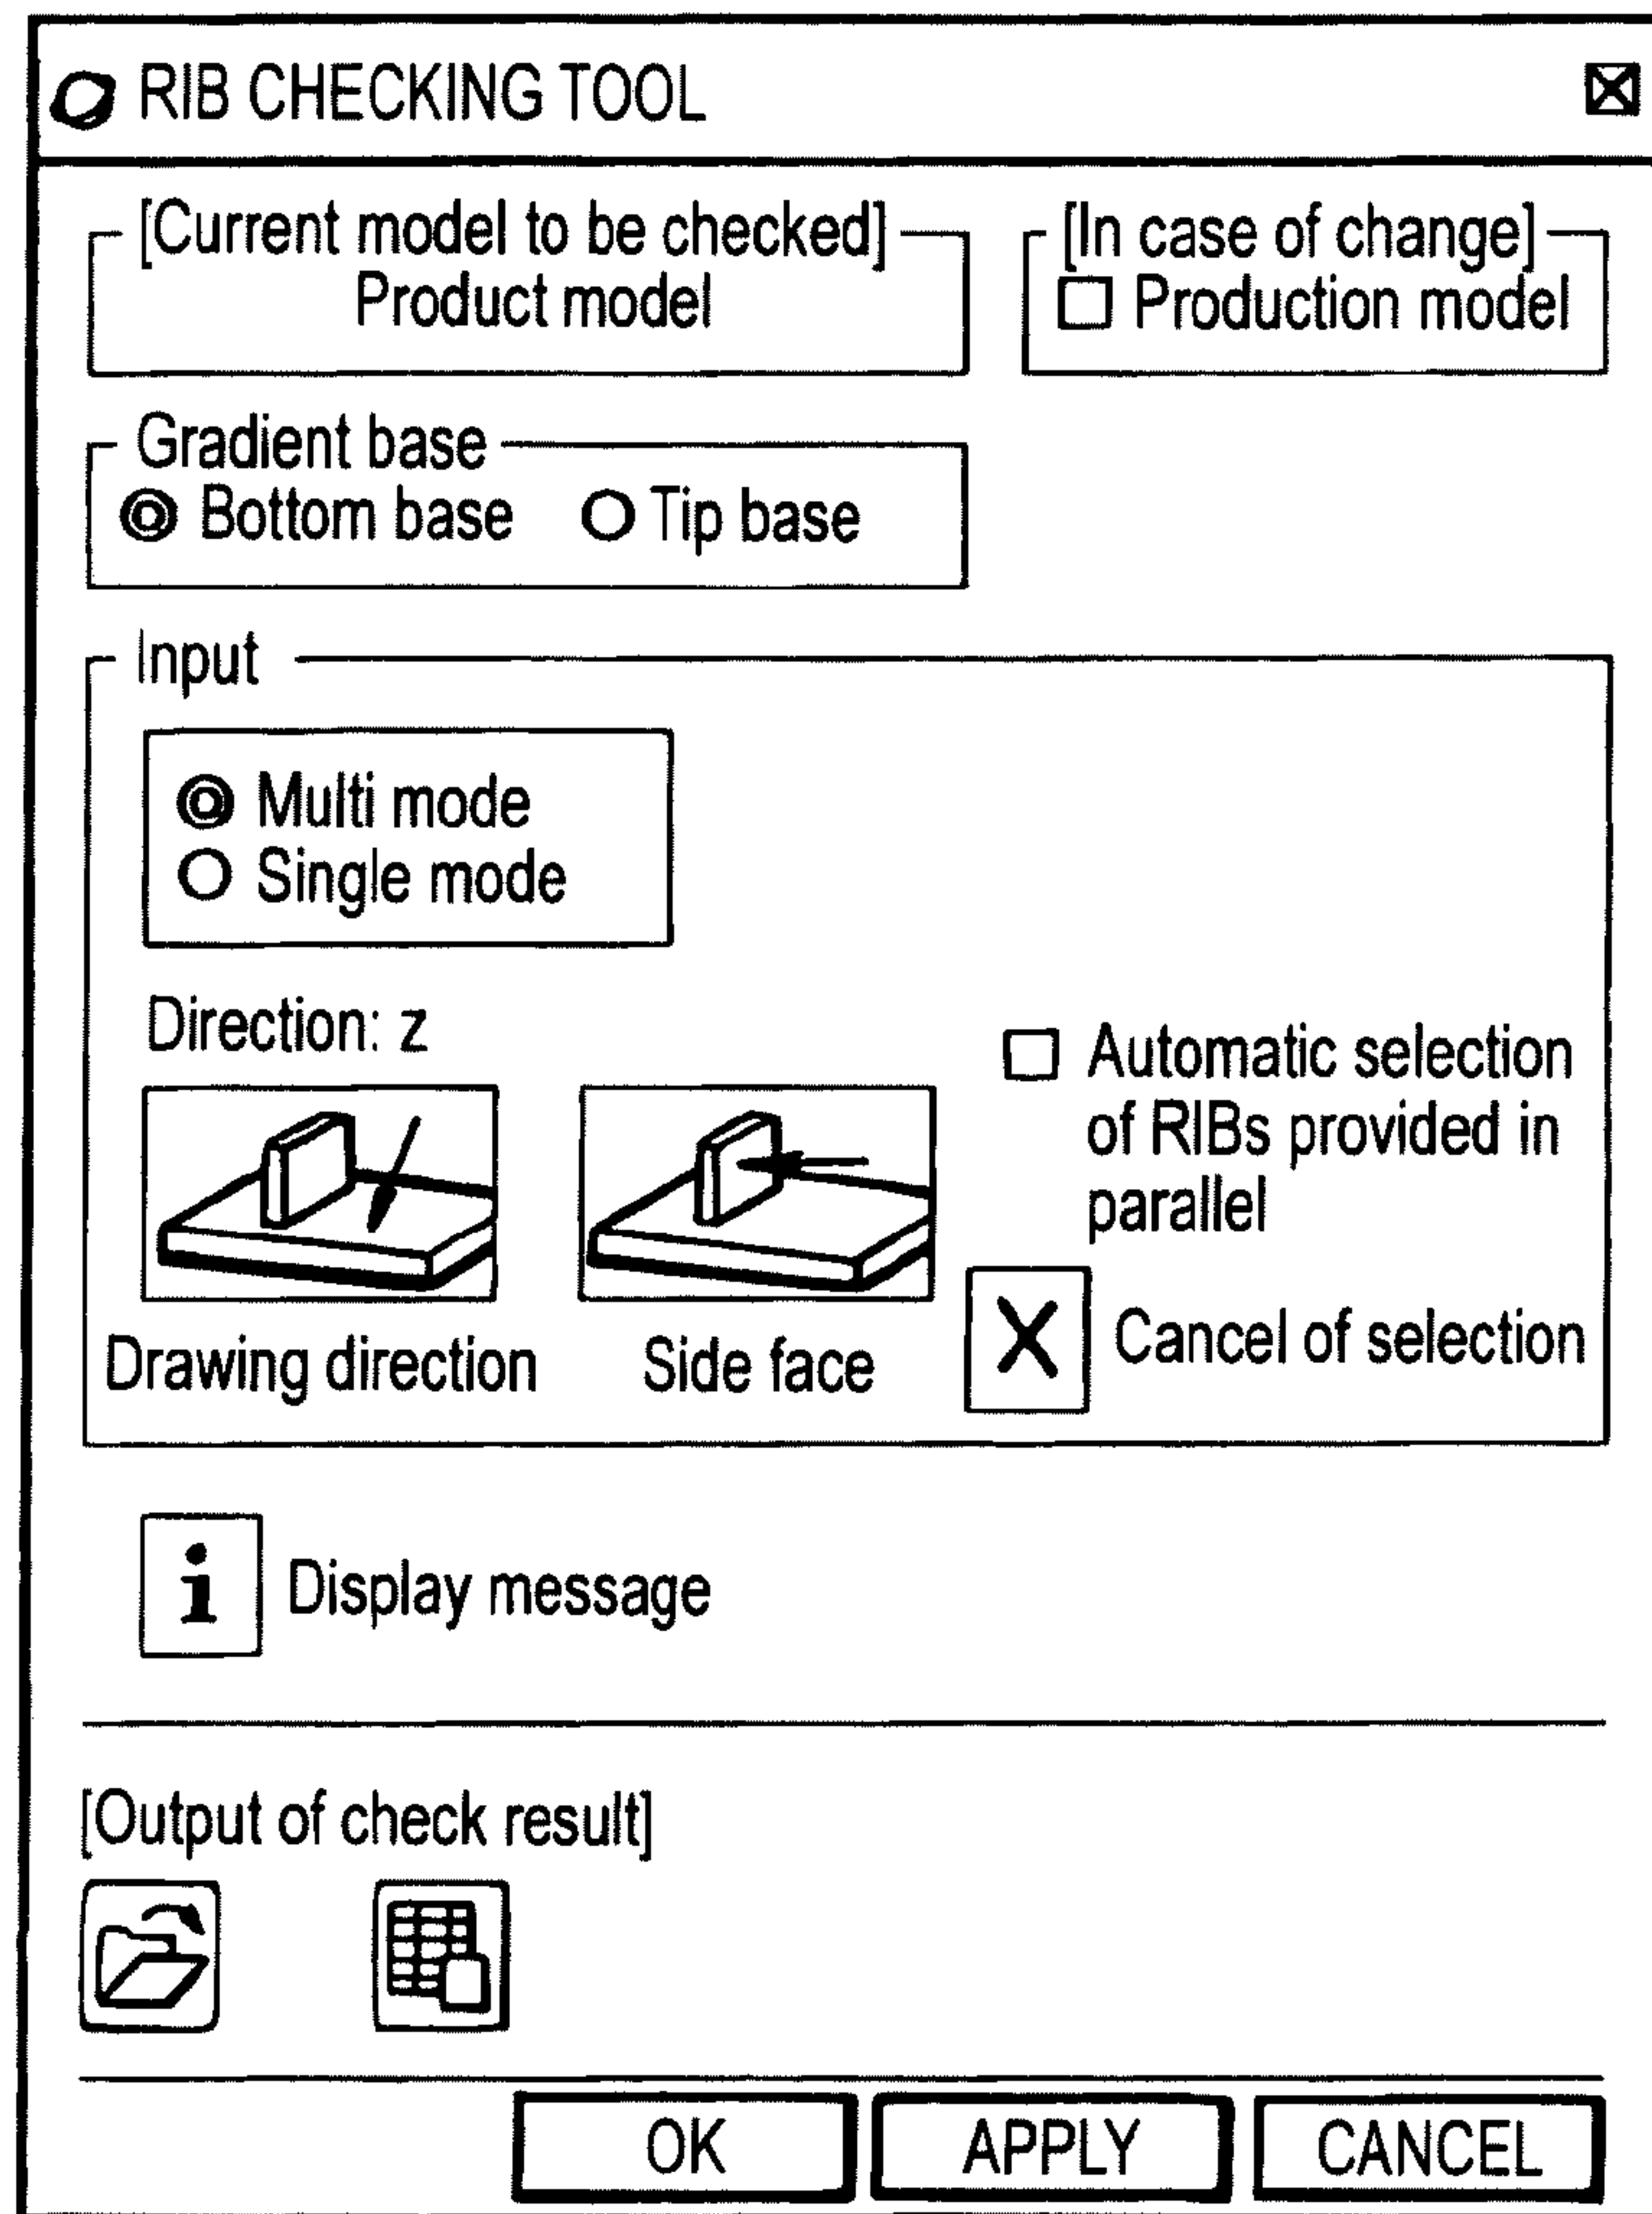 RIB CHECKING TOOL
[Current model to be checked]
Product model
[In case of change]
Production model
Gradient base
Bottom base
Tip base
Input
Multi mode
Single mode
Direction: z
Automatic selection
of RIBs provided in
parallel
Drawing direction
Side face
X
Cancel of selection
i
Display message
[Output of check result]
OK
APPLY
CANCEL